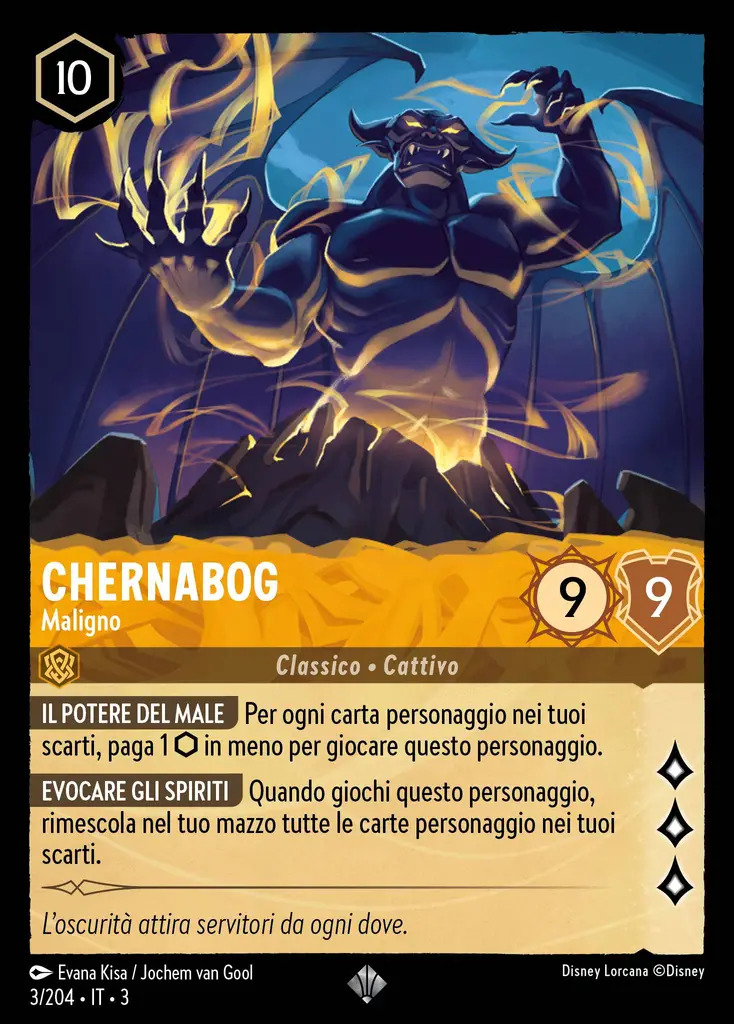 10
CHERNABOG
Maligno
9
9
Classico • Cattivo
IL POTERE DEL MALE Per ogni carta personaggio nei tuoi
scarti, paga 1 ⬡ in meno per giocare questo personaggio.
EVOCARE GLI SPIRITI Quando giochi questo personaggio,
rimescola nel tuo mazzo tutte le carte personaggio nei tuoi
scarti.
L'oscurità attira servitori da ogni dove.
Evana Kisa / Jochem van Gool
Disney Lorcana ©Disney
3/204 • IT • 3